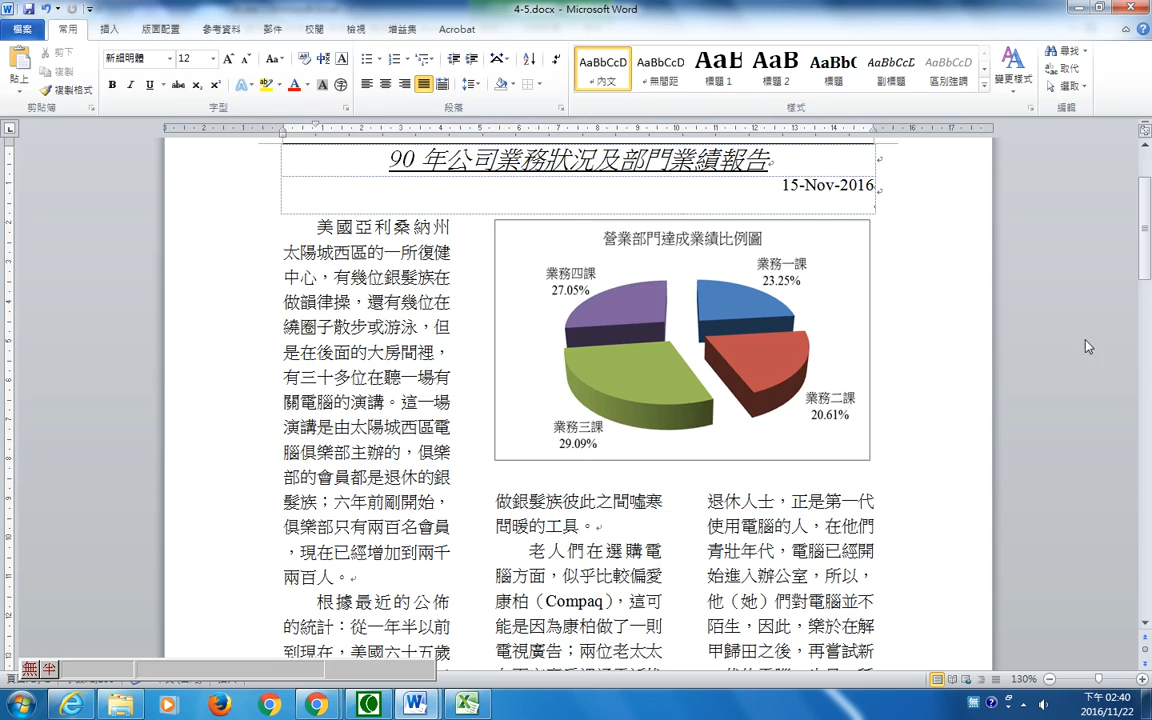 4-5.docx - Microsoft Word
檔案 常用 插入 版面配置 參考資料 郵件 校閱 檢視 增益集 Acrobat
貼上
剪下
複製
複製格式
剪貼簿
新細明體 12
字型
段落
AaBbCcD 內文
AaBbCcD 無間距
AaBl 標題 1
AaBl 標題 2
AaBb( 標題
AaBbCcD 副標題
AaBbCcD 區別強調
樣式
變更樣式
尋找
取代
選取
編輯
90 年公司業務狀況及部門業績報告
15-Nov-2016
美國亞利桑納州
太陽城西區的一所復健
中心，有幾位銀髮族在
做韻律操，還有幾位在
繞圈子散步或游泳，但
是在後面的大房間裡，
有三十多位在聽一場有
關電腦的演講。這一場
演講是由太陽城西區電
腦俱樂部主辦的，俱樂
部的會員都是退休的銀
髮族；六年前剛開始，
俱樂部只有兩百名會員
，現在已經增加到兩千
兩百人。
根據最近的公佈
的統計：從一年半以前
到現在，美國六十五歲
營業部門達成業績比例圖
業務一課
23.25%
業務二課
20.61%
業務三課
29.09%
業務四課
27.05%
做銀髮族彼此之間噓寒
問暖的工具。
老人們在選購電
腦方面，似乎比較偏愛
康柏（Compaq），這可
能是因為康柏做了一則
電視廣告；兩位老太太
退休人士，正是第一代
使用電腦的人，在他們
青壯年代，電腦已經開
始進入辦公室，所以，
他（她）們對電腦並不
陌生，因此，樂於在解
甲歸田之後，再嘗試新
無 半
130%
無
下午 02:40
2016/11/22